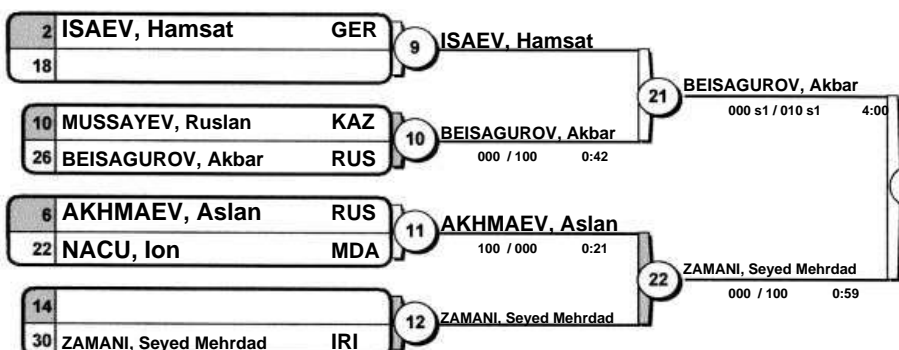 2 ISAEV, Hamsat GER
18
9
ISAEV, Hamsat
10 MUSSAYEV, Ruslan KAZ
26 BEISAGUROV, Akbar RUS
10
BEISAGUROV, Akbar
000 / 100 0:42
21
BEISAGUROV, Akbar
000 s1 / 010 s1 4:00
6 AKHMAEV, Aslan RUS
22 NACU, Ion MDA
11
AKHMAEV, Aslan
100 / 000 0:21
14
30 ZAMANI, Seyed Mehrdad IRI
12
ZAMANI, Seyed Mehrdad
22
ZAMANI, Seyed Mehrdad
000 / 100 0:59